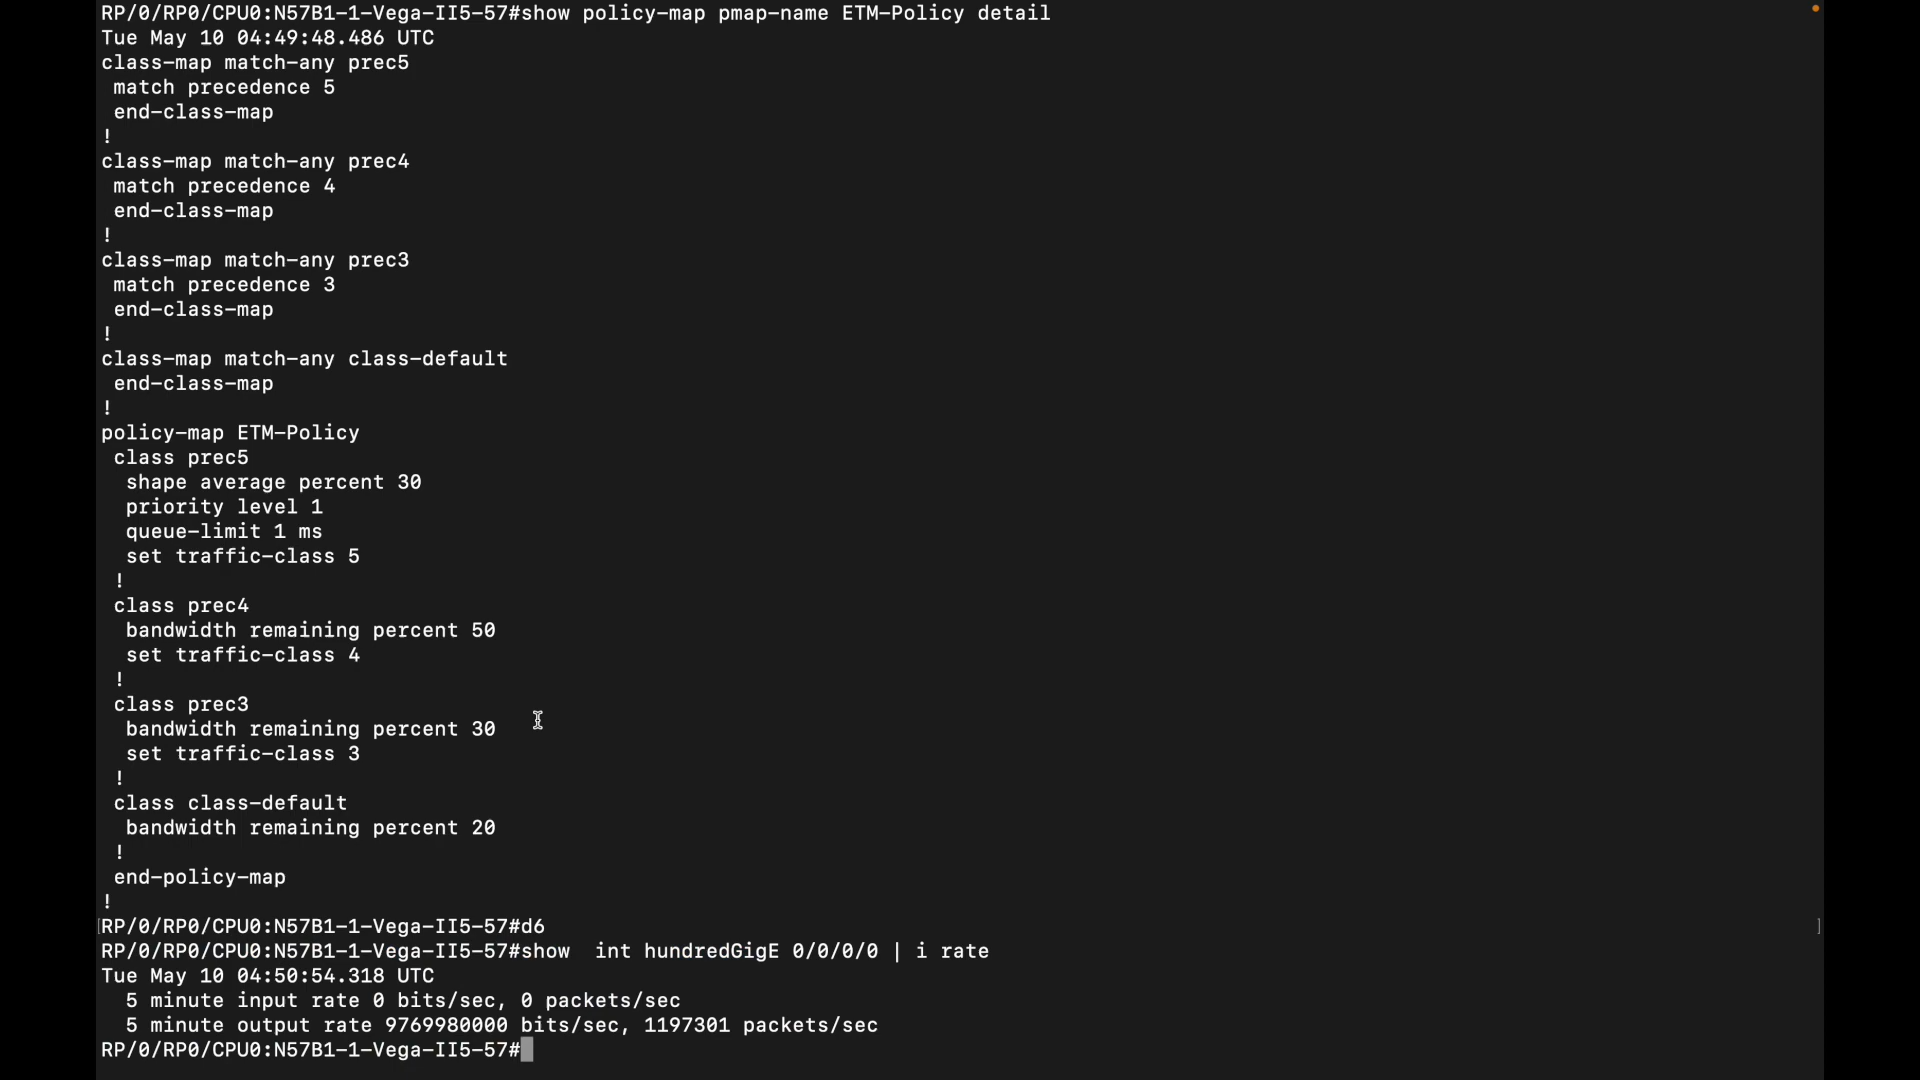 RP/0/RP0/CPU0:N57B1-1-Vega-II5-57#show policy-map pmap-name ETM-Policy detail
Tue May 10 04:49:48.486 UTC
class-map match-any prec5
 match precedence 5
 end-class-map
!
class-map match-any prec4
 match precedence 4
 end-class-map
!
class-map match-any prec3
 match precedence 3
 end-class-map
!
class-map match-any class-default
 end-class-map
!
policy-map ETM-Policy
 class prec5
  shape average percent 30
  priority level 1
  queue-limit 1 ms
  set traffic-class 5
 !
 class prec4
  bandwidth remaining percent 50
  set traffic-class 4
 !
 class prec3
  bandwidth remaining percent 30
  set traffic-class 3
 !
 class class-default
  bandwidth remaining percent 20
 !
 end-policy-map
!
[RP/0/RP0/CPU0:N57B1-1-Vega-II5-57#d6 ]
RP/0/RP0/CPU0:N57B1-1-Vega-II5-57#show  int hundredGigE 0/0/0/0 | i rate
Tue May 10 04:50:54.318 UTC
  5 minute input rate 0 bits/sec, 0 packets/sec
  5 minute output rate 9769980000 bits/sec, 1197301 packets/sec
RP/0/RP0/CPU0:N57B1-1-Vega-II5-57#